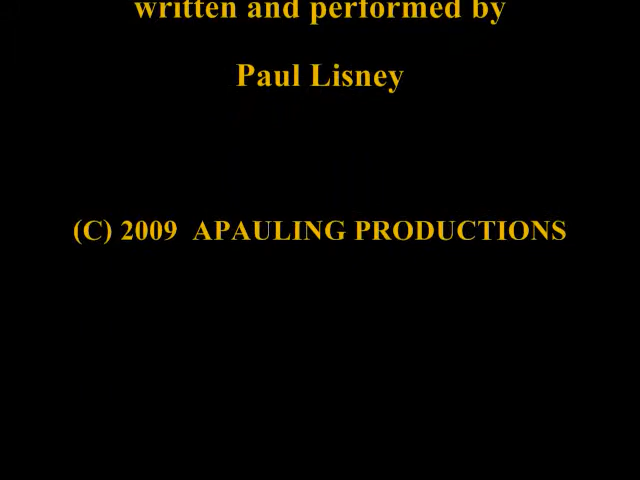 written and performed by
Paul Lisney
(C) 2009  APAULING PRODUCTIONS